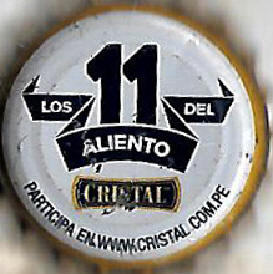 11
LOS DEL
ALIENTO
CRISTAL
PARTICIPA EN WWW.CRISTAL.COM.PE